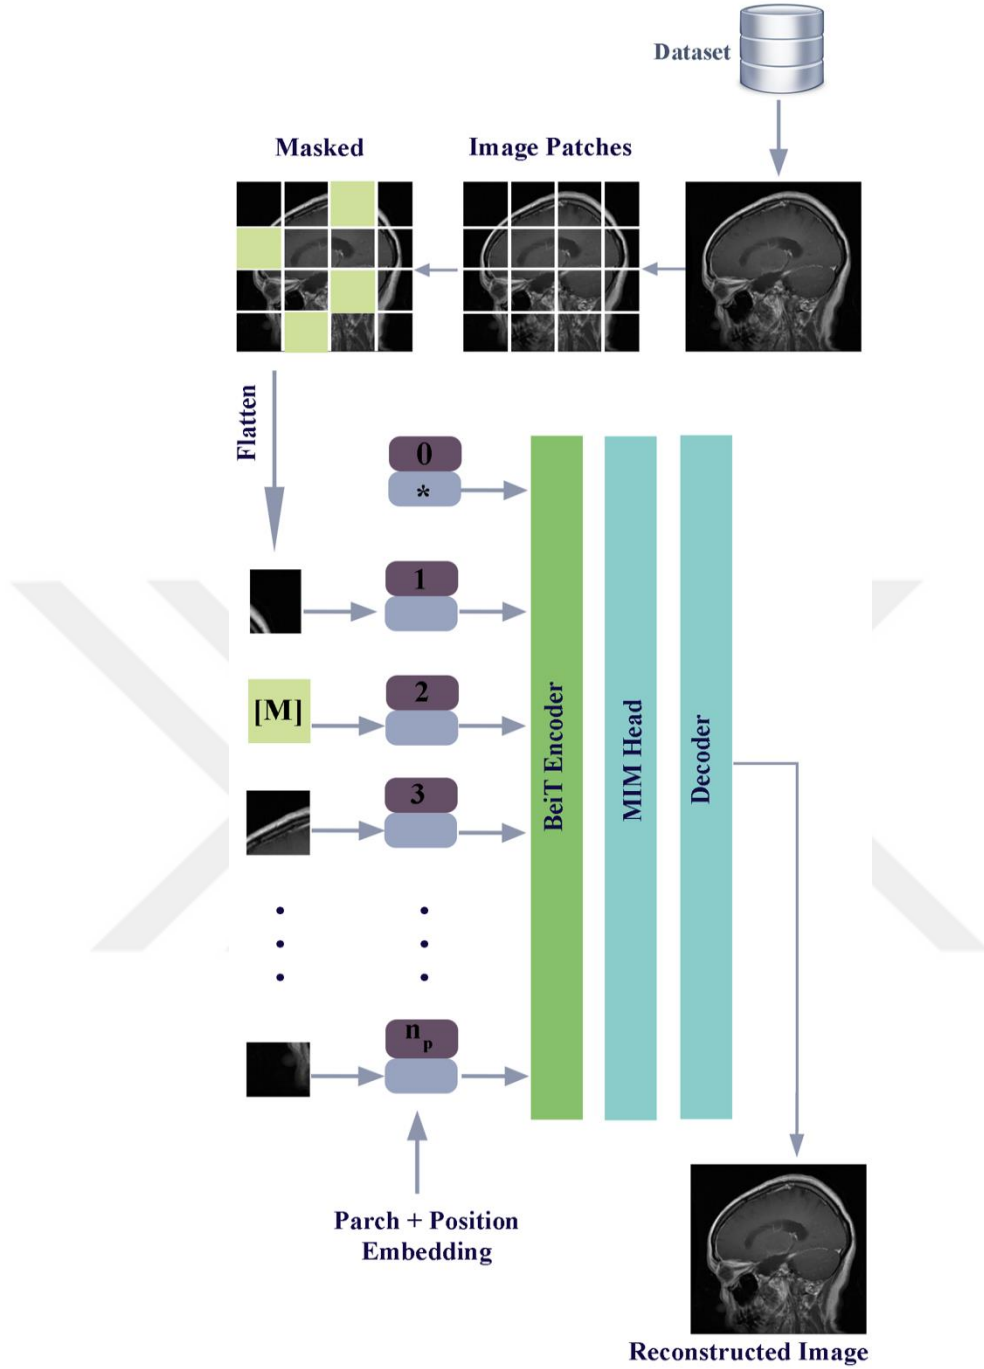 Dataset
Masked
Image Patches
Flatten
0
*
1
[M]
2
3
n_p
BeiT Encoder
MIM Head
Decoder
Parch + Position
Embedding
Reconstructed Image